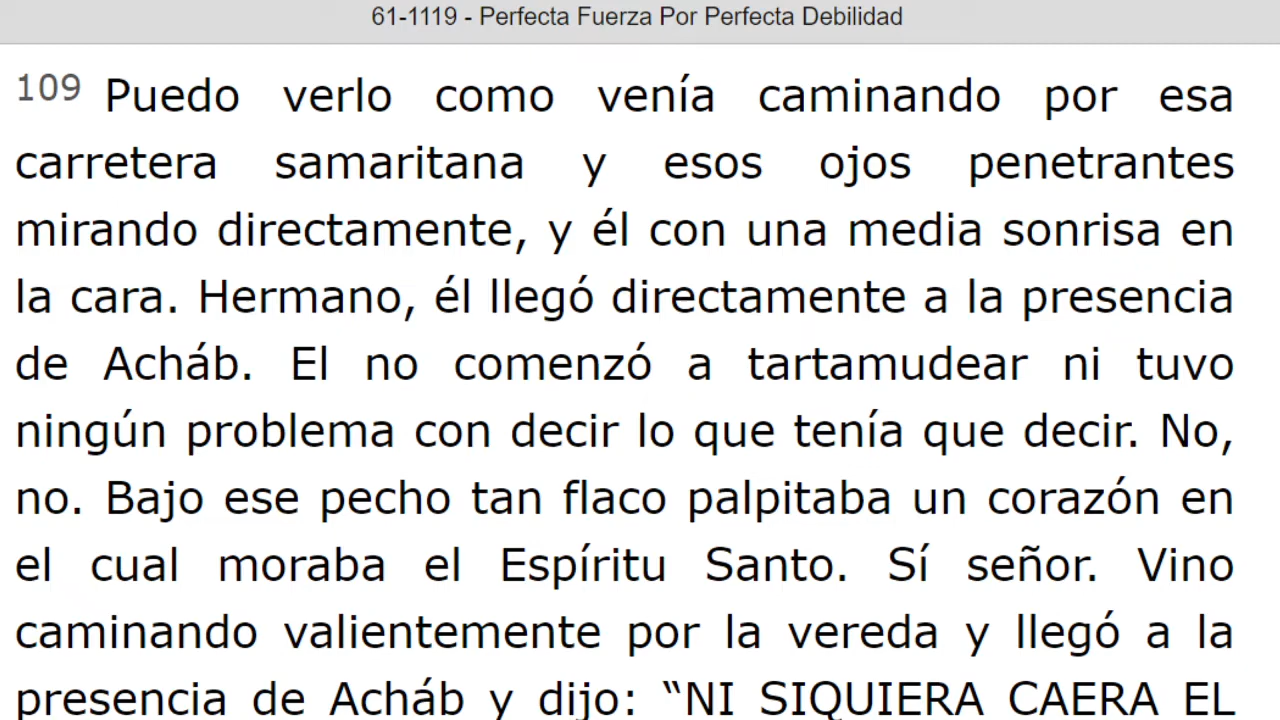 61-1119 - Perfecta Fuerza Por Perfecta Debilidad
109 Puedo verlo como venía caminando por esa
carretera samaritana y esos ojos penetrantes
mirando directamente, y él con una media sonrisa en
la cara. Hermano, él llegó directamente a la presencia
de Acháb. El no comenzó a tartamudear ni tuvo
ningún problema con decir lo que tenía que decir. No,
no. Bajo ese pecho tan flaco palpitaba un corazón en
el cual moraba el Espíritu Santo. Sí señor. Vino
caminando valientemente por la vereda y llegó a la
presencia de Acháb y dijo: “NI SIQUIERA CAERA EL